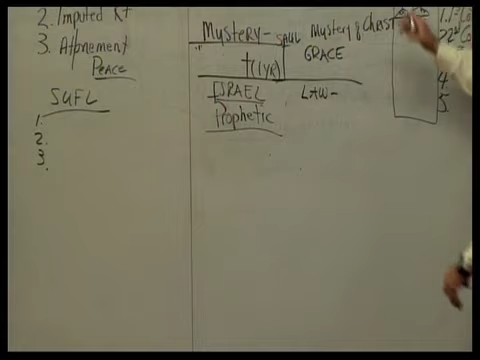 2. Imputed Rt
3. Atonement
Peace
SUFL
1.
2.
3.
Mystery - SAUL Mystery of Christ
GRACE
(1 yr)
ISRAEL LAW-
Prophetic
4
5